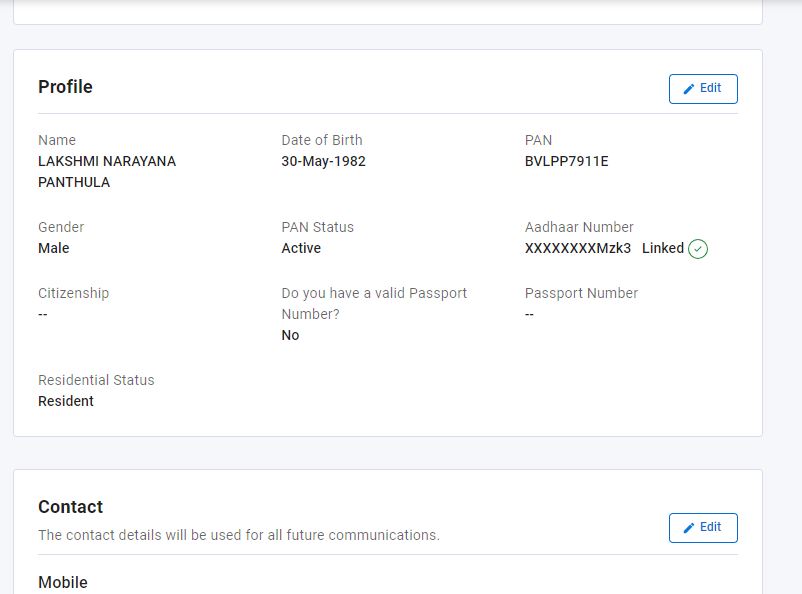 Profile
Edit
Name
LAKSHMI NARAYANA
PANTHULA
Date of Birth
30-May-1982
PAN
BVLPP7911E
Gender
Male
PAN Status
Active
Aadhaar Number
XXXXXXXXMzk3 Linked
Citizenship
--
Do you have a valid Passport
Number?
No
Passport Number
--
Residential Status
Resident
Contact
The contact details will be used for all future communications.
Edit
Mobile